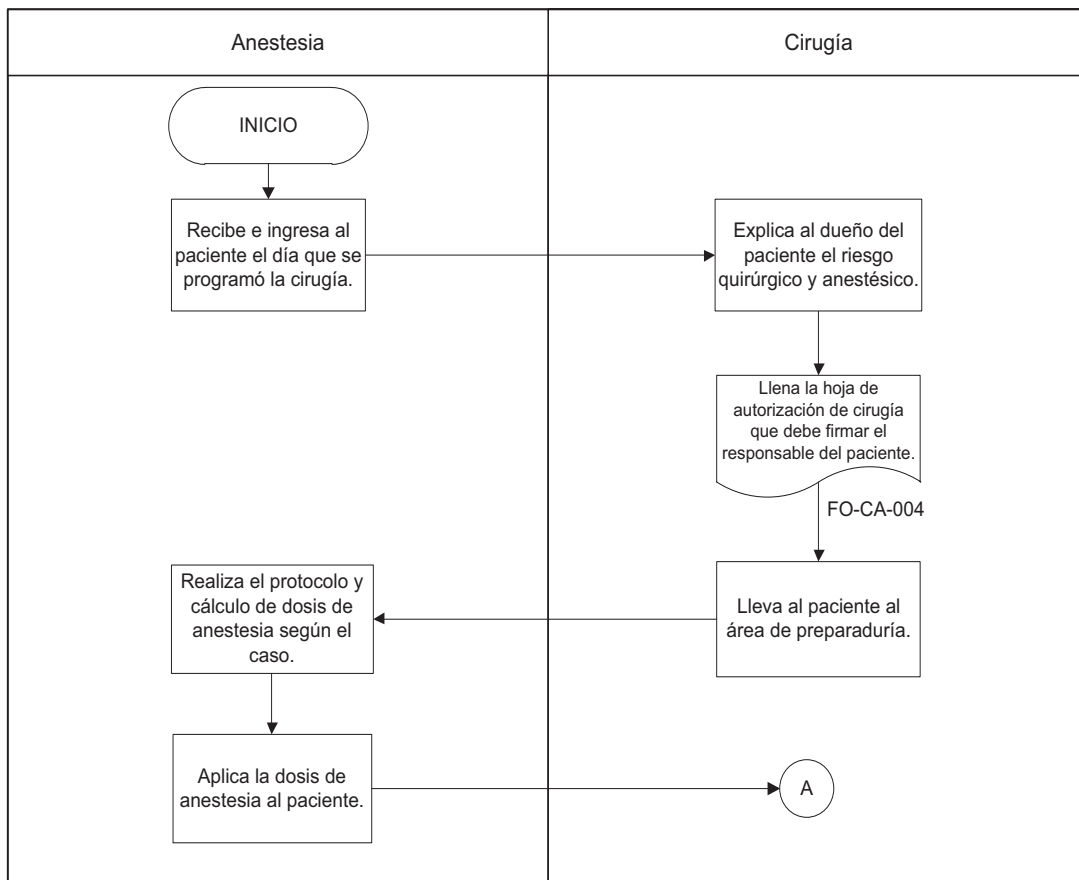 Anestesia
Cirugía
INICIO
Recibe e ingresa al
paciente el día que se
programó la cirugía.
Explica al dueño del
paciente el riesgo
quirúrgico y anestésico.
Llena la hoja de
autorización de cirugía
que debe firmar el
responsable del paciente.
FO-CA-004
Lleva al paciente al
área de preparaduría.
Realiza el protocolo y
cálculo de dosis de
anestesia según el
caso.
Aplica la dosis de
anestesia al paciente.
A